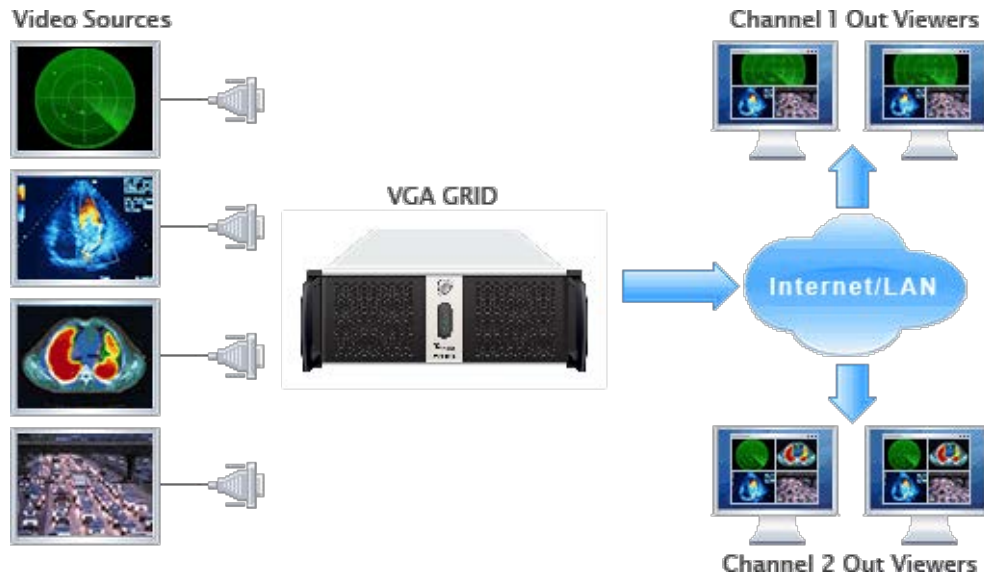 Video Sources
Channel 1 Out Viewers
VGA GRID
Internet/LAN
Channel 2 Out Viewers